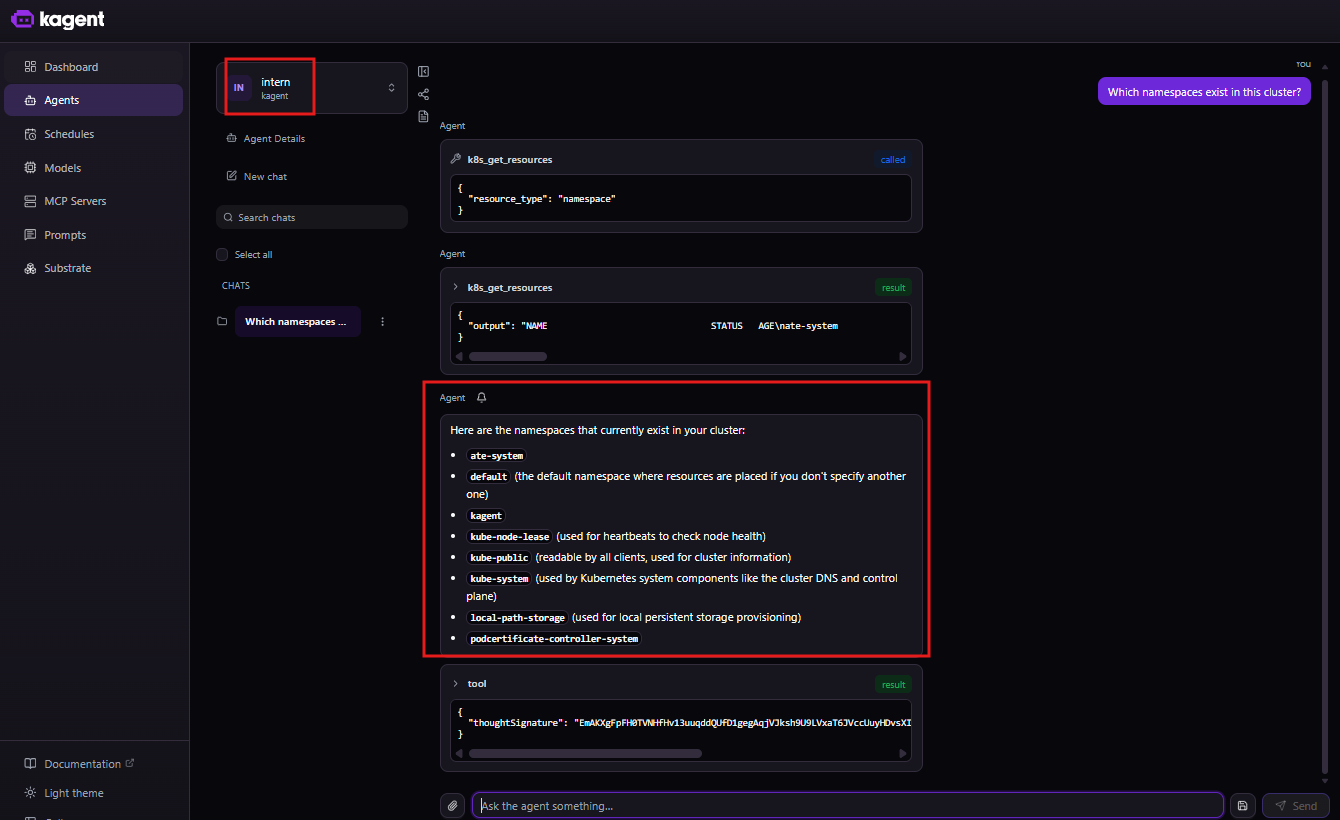 kagent
Dashboard
Agents
Schedules
Models
MCP Servers
Prompts
Substrate
Documentation
Light theme
IN
intern
kagent
Agent Details
New chat
Search chats
Select all
CHATS
Which namespaces ...
YOU
Which namespaces exist in this cluster?
Agent
k8s_get_resources
called
{
"resource_type": "namespace"
}
Agent
k8s_get_resources
result
{
"output": "NAME STATUS AGE\nate-system
}
Agent
Here are the namespaces that currently exist in your cluster:
• ate-system
• default (the default namespace where resources are placed if you don't specify another
one)
• kagent
• kube-node-lease (used for heartbeats to check node health)
• kube-public (readable by all clients, used for cluster information)
• kube-system (used by Kubernetes system components like the cluster DNS and control
plane)
• local-path-storage (used for local persistent storage provisioning)
• podcertificate-controller-system
tool
result
{
"thoughtSignature": "EmAKXgFpFH0TVNHfHv13uuqddQUfD1gegAqjVJksh9U9LVxaT6JVccUuyHDvsXI
}
Ask the agent something...
Send